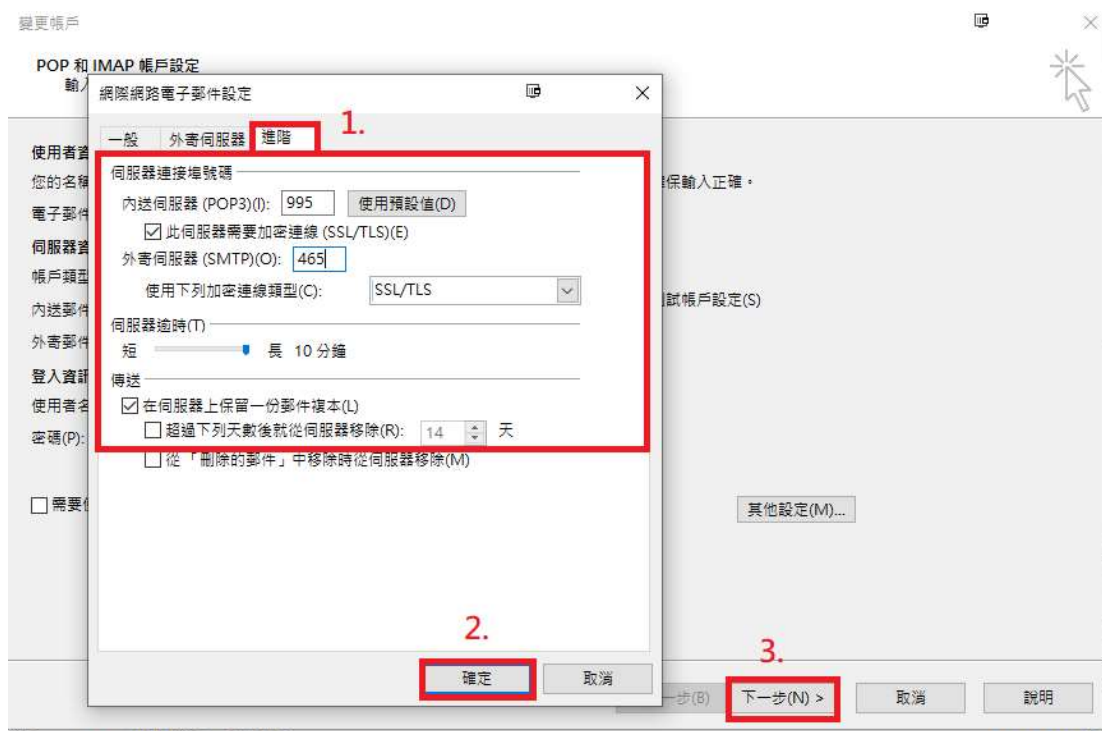 變更帳戶
POP 和 IMAP 帳戶設定
輸入
網際網路電子郵件設定
1.
一般 外寄伺服器 進階
使用者資
伺服器連接埠號碼
您的名稱
保輸入正確。
內送伺服器 (POP3)(I): 995 使用預設值(D)
電子郵件
此伺服器需要加密連線 (SSL/TLS)(E)
伺服器資
外寄伺服器 (SMTP)(O): 465
帳戶類型
使用下列加密連線類型(C): SSL/TLS
內送郵件
試帳戶設定(S)
伺服器逾時(T)
外寄郵件
短 長 10 分鐘
登入資訊
傳送
使用者名
在伺服器上保留一份郵件複本(L)
密碼(P):
超過下列天數後就從伺服器移除(R): 14 天
從「刪除的郵件」中移除時從伺服器移除(M)
需要使
其他設定(M)...
2.
3.
確定 取消
一步(B) 下一步(N) > 取消 說明